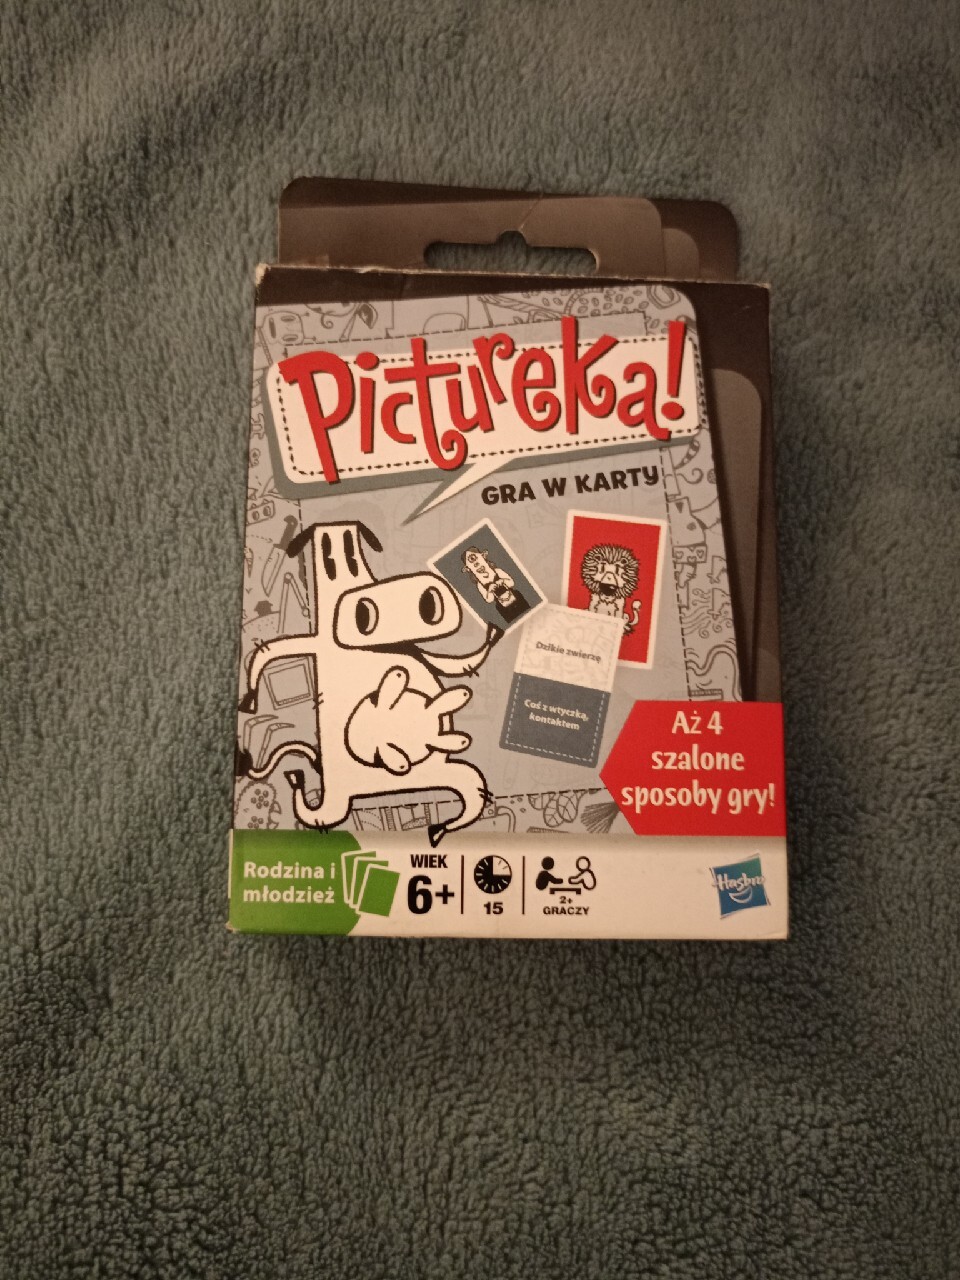 Pictureka!
GRA W KARTY
Dzikie zwierzę
Coś z wtyczką,
kontaktem
Aż 4
szalone
sposoby gry!
Rodzina i
młodzież
WIEK
6+
15
2+
GRACZY
Hasbro